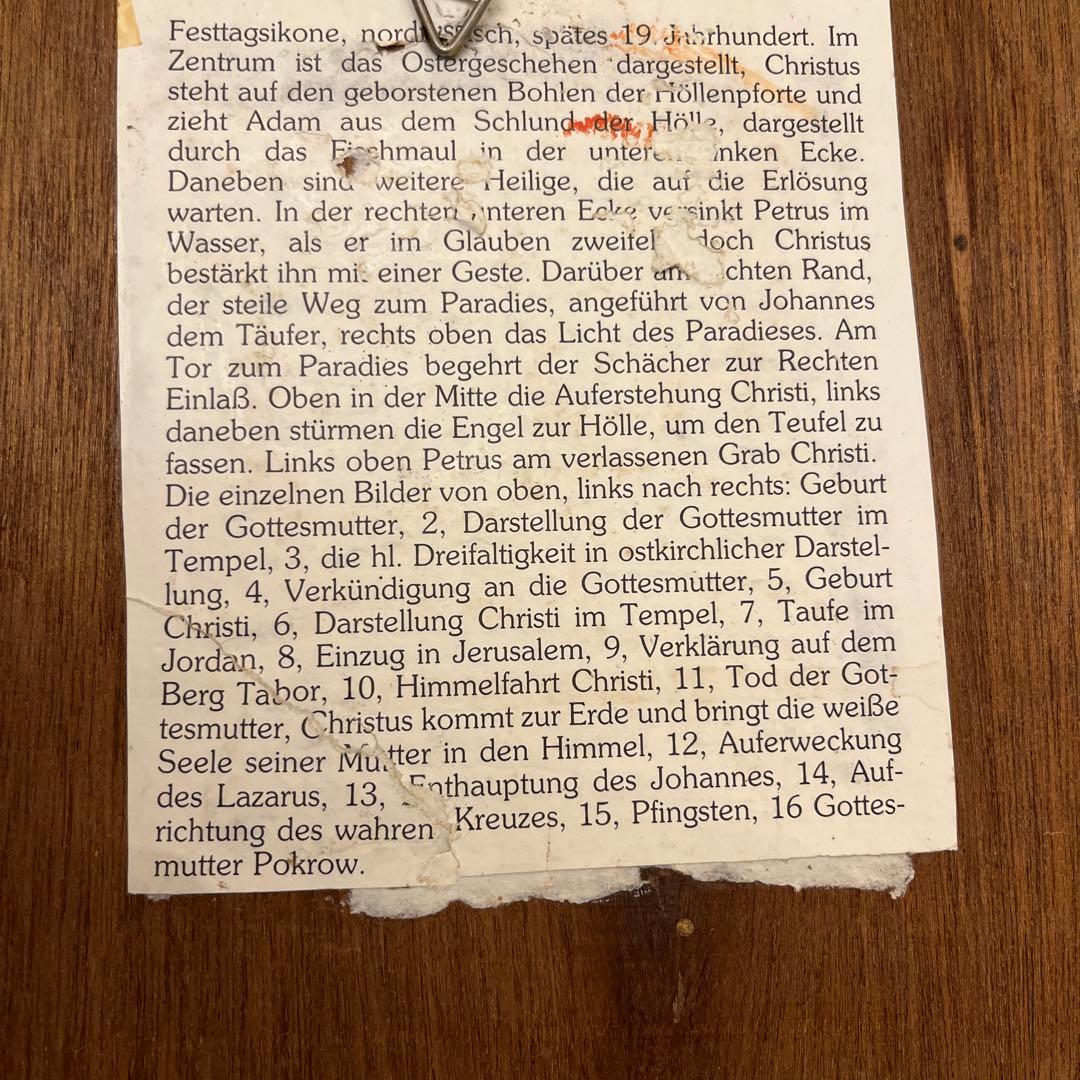 Festtagsikone, nordrussisch, spätes 19. Jahrhundert. Im
Zentrum ist das Ostergeschehen dargestellt, Christus
steht auf den geborstenen Bohlen der Höllenpforte und
zieht Adam aus dem Schlund der Hölle, dargestellt
durch das Fischmaul in der unteren linken Ecke.
Daneben sind weitere Heilige, die auf die Erlösung
warten. In der rechten unteren Ecke versinkt Petrus im
Wasser, als er im Glauben zweifelt doch Christus
bestärkt ihn mit einer Geste. Darüber am rechten Rand,
der steile Weg zum Paradies, angeführt von Johannes
dem Täufer, rechts oben das Licht des Paradieses. Am
Tor zum Paradies begehrt der Schächer zur Rechten
Einlaß. Oben in der Mitte die Auferstehung Christi, links
daneben stürmen die Engel zur Hölle, um den Teufel zu
fassen. Links oben Petrus am verlassenen Grab Christi.
Die einzelnen Bilder von oben, links nach rechts: Geburt
der Gottesmutter, 2, Darstellung der Gottesmutter im
Tempel, 3, die hl. Dreifaltigkeit in ostkirchlicher Darstel-
lung, 4, Verkündigung an die Gottesmutter, 5, Geburt
Christi, 6, Darstellung Christi im Tempel, 7, Taufe im
Jordan, 8, Einzug in Jerusalem, 9, Verklärung auf dem
Berg Tabor, 10, Himmelfahrt Christi, 11, Tod der Got-
tesmutter, Christus kommt zur Erde und bringt die weiße
Seele seiner Mutter in den Himmel, 12, Auferweckung
des Lazarus, 13, Enthauptung des Johannes, 14, Auf-
richtung des wahren Kreuzes, 15, Pfingsten, 16 Gottes-
mutter Pokrow.